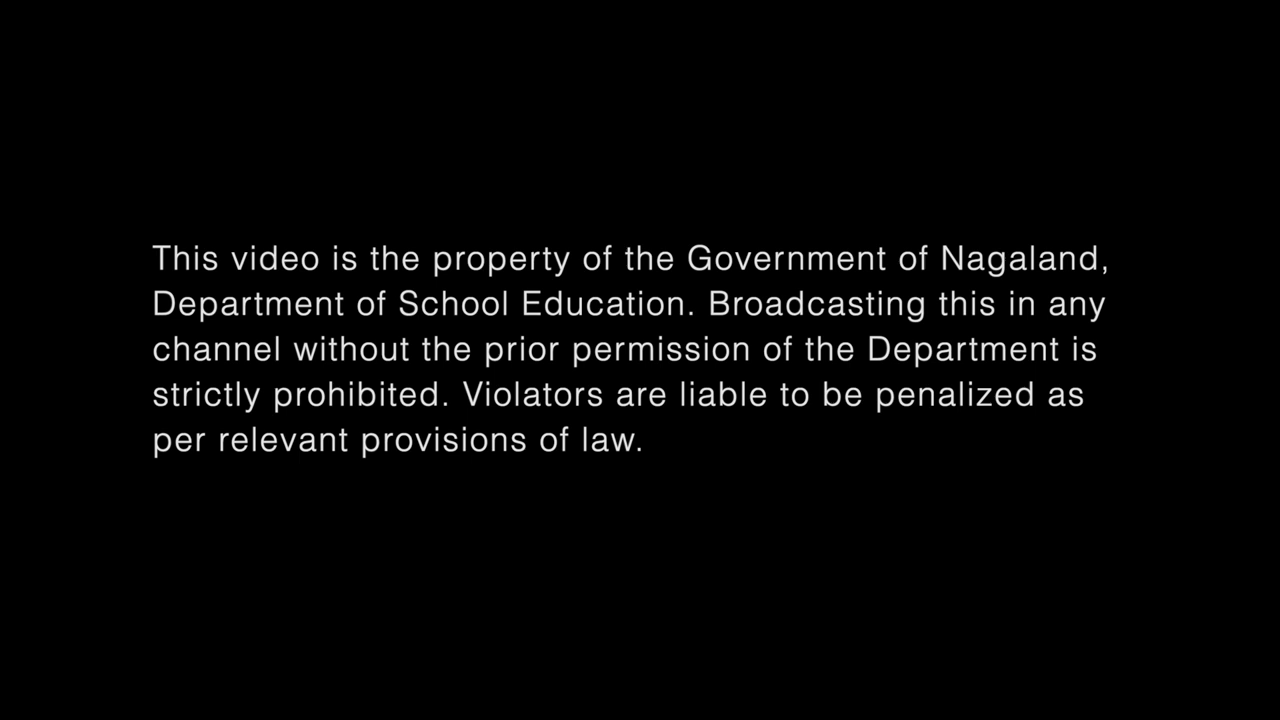 This video is the property of the Government of Nagaland,
Department of School Education. Broadcasting this in any
channel without the prior permission of the Department is
strictly prohibited. Violators are liable to be penalized as
per relevant provisions of law.